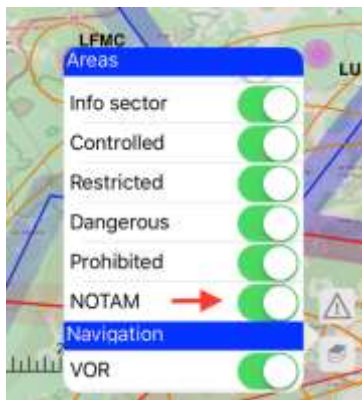 LFMC
LU
Areas
Info sector
Controlled
Restricted
Dangerous
Prohibited
NOTAM
Navigation
VOR